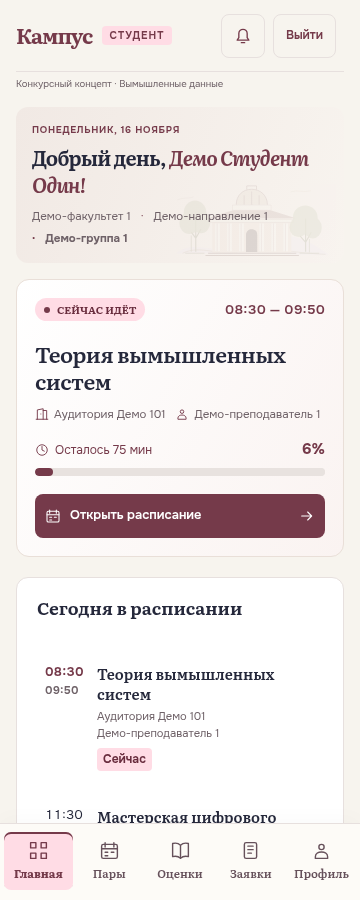 Кампус СТУДЕНТ Выйти
Конкурсный концепт · Вымышленные данные
ПОНЕДЕЛЬНИК, 16 НОЯБРЯ
Добрый день, Демо Студент
Один!
Демо-факультет 1 · Демо-направление 1
· Демо-группа 1
СЕЙЧАС ИДЁТ 08:30 — 09:50
Теория вымышленных
систем
Аудитория Демо 101 Демо-преподаватель 1
Осталось 75 мин 6%
Открыть расписание →
Сегодня в расписании
08:30 Теория вымышленных
09:50 систем
Аудитория Демо 101
Демо-преподаватель 1
Сейчас
11:30 Мастерская цифрового
Главная Пары Оценки Заявки Профиль